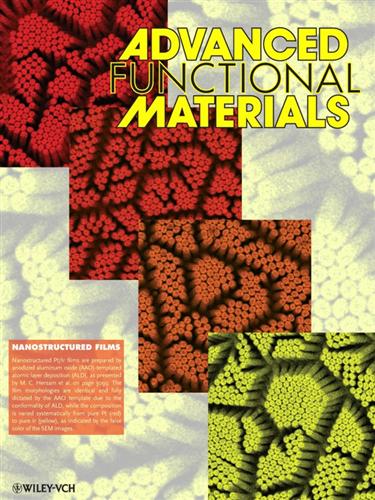 ADVANCED
FUNCTIONAL
MATERIALS
NANOSTRUCTURED FILMS
Nanostructured Pt/Ir films are prepared by
anodized aluminum oxide (AAO)-templated
atomic layer deposition (ALD), as presented
by M. C. Hersam et al. on page 3099. The
film morphologies are identical and fully
dictated by the AAO template due to the
conformality of ALD, while the composition
is varied systematically from pure Pt (red)
to pure Ir (yellow), as indicated by the false
color of the SEM images.
WILEY-VCH